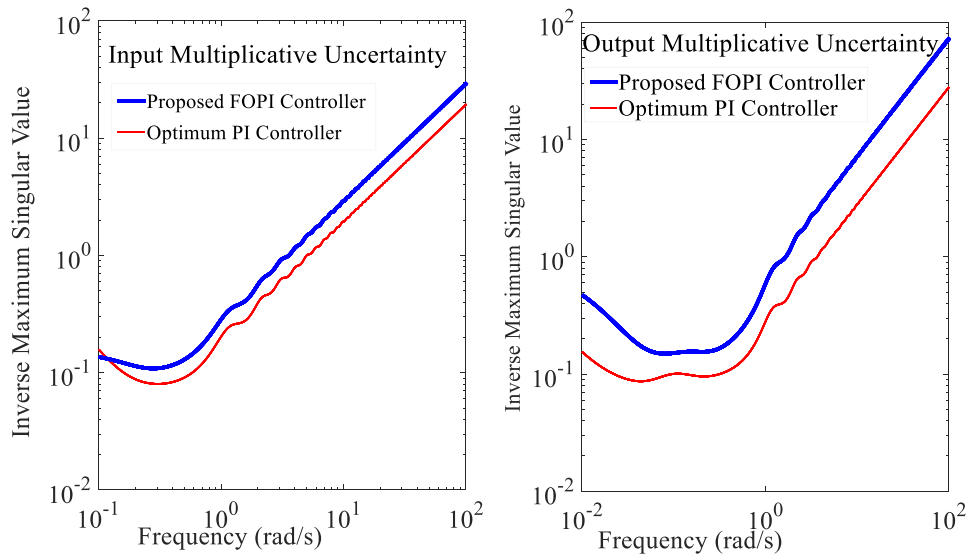 Input Multiplicative Uncertainty
Proposed FOPI Controller
Optimum PI Controller
Inverse Maximum Singular Value
10^2
10^1
10^0
10^-1
10^-2
10^-1
10^0
10^1
10^2
Frequency (rad/s)
Output Multiplicative Uncertainty
Proposed FOPI Controller
Optimum PI Controller
Inverse Maximum Singular Value
10^2
10^1
10^0
10^-1
10^-2
10^-2
10^0
10^2
Frequency (rad/s)